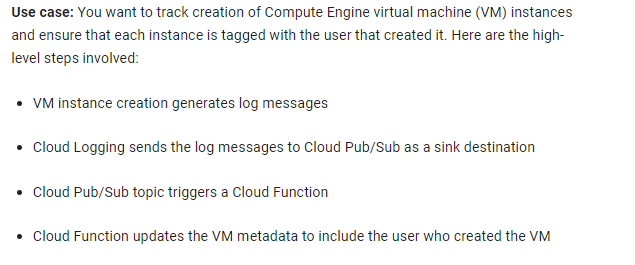 Use case: You want to track creation of Compute Engine virtual machine (VM) instances
and ensure that each instance is tagged with the user that created it. Here are the high-
level steps involved:
• VM instance creation generates log messages
• Cloud Logging sends the log messages to Cloud Pub/Sub as a sink destination
• Cloud Pub/Sub topic triggers a Cloud Function
• Cloud Function updates the VM metadata to include the user who created the VM